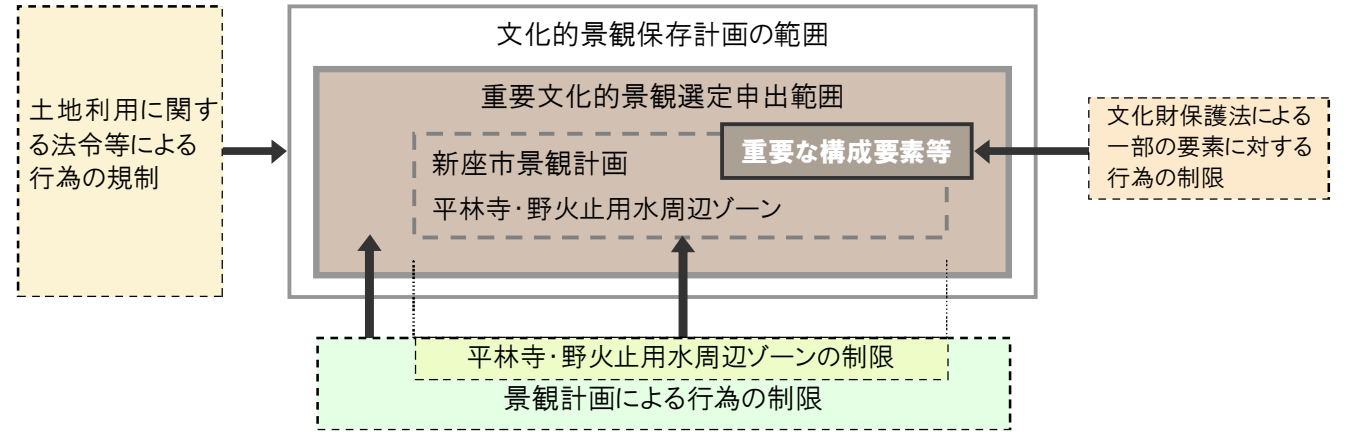 文化的景観保存計画の範囲
重要文化的景観選定申出範囲
土地利用に関す
る法令等による
行為の規制
重要な構成要素等
新座市景観計画
平林寺・野火止用水周辺ゾーン
文化財保護法による
一部の要素に対する
行為の制限
平林寺・野火止用水周辺ゾーンの制限
景観計画による行為の制限